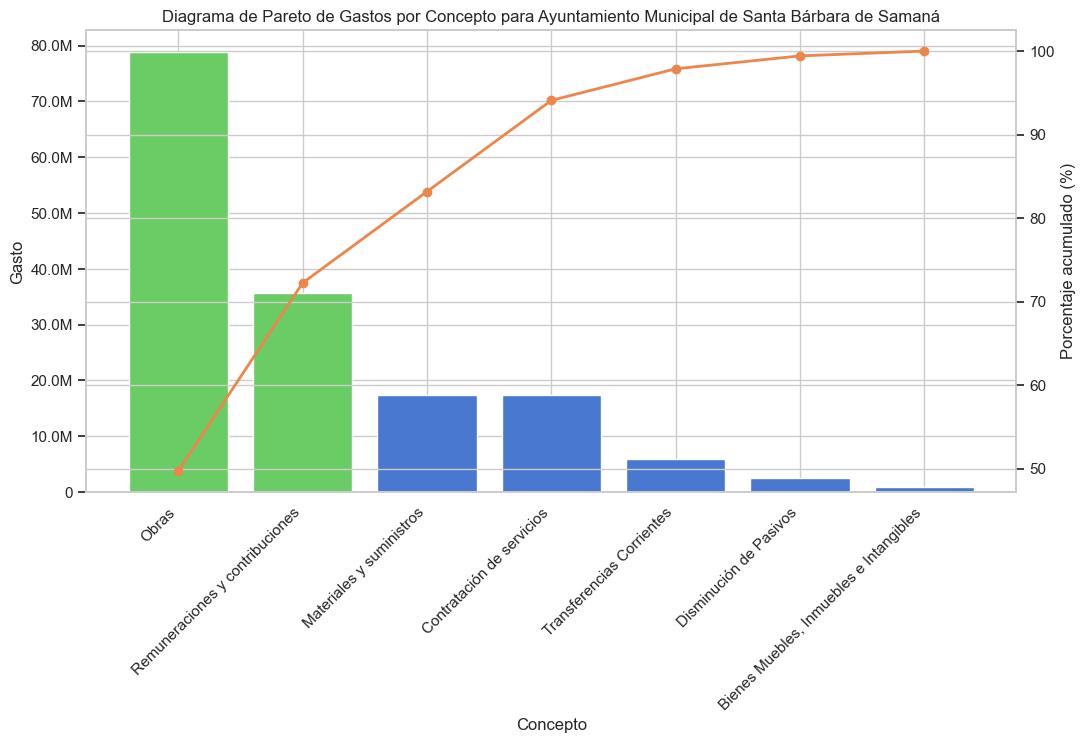 Diagrama de Pareto de Gastos por Concepto para Ayuntamiento Municipal de Santa Bárbara de Samaná
80.0M
70.0M
60.0M
50.0M
40.0M
30.0M
20.0M
10.0M
0
Gasto
100
90
80
70
60
50
Porcentaje acumulado (%)
Obras
Remuneraciones y contribuciones
Materiales y suministros
Contratación de servicios
Transferencias Corrientes
Disminución de Pasivos
Bienes Muebles, Inmuebles e Intangibles
Concepto